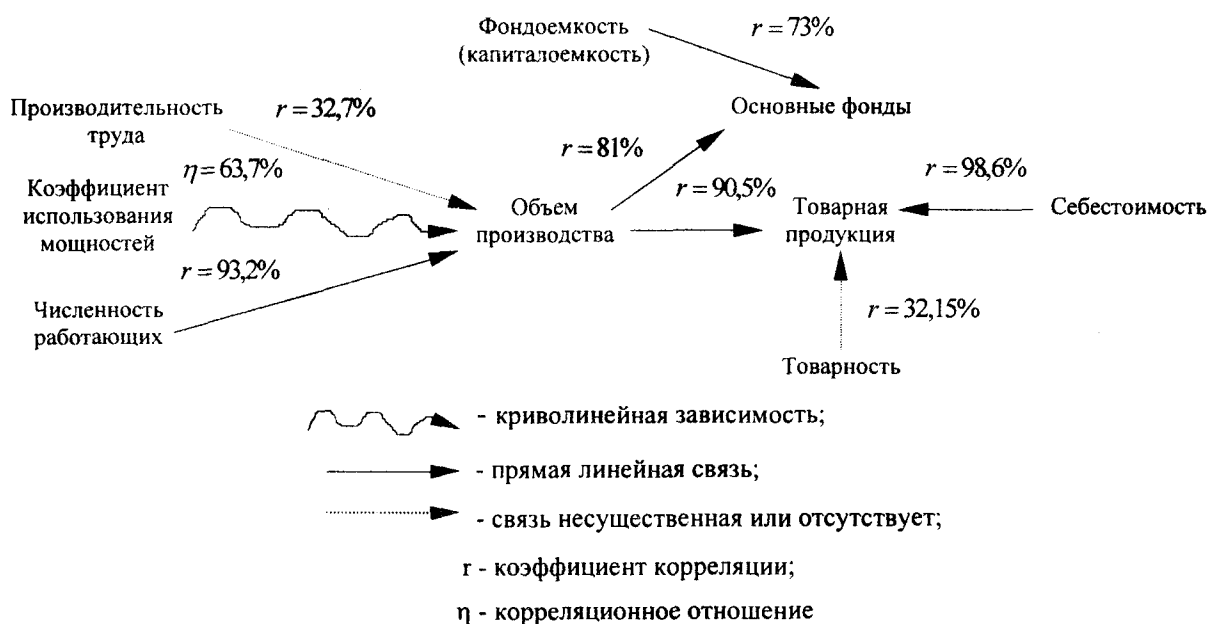 Фондоемкость
(капиталоемкость)
r = 73%
Производительность
труда
r = 32,7%
Основные фонды
r = 81%
η = 63,7%
Коэффициент
использования
мощностей
Объем
производства
r = 90,5%
Товарная
продукция
r = 98,6%
Себестоимость
r = 93,2%
Численность
работающих
r = 32,15%
Товарность
- криволинейная зависимость;
- прямая линейная связь;
- связь несущественная или отсутствует;
r - коэффициент корреляции;
η - корреляционное отношение